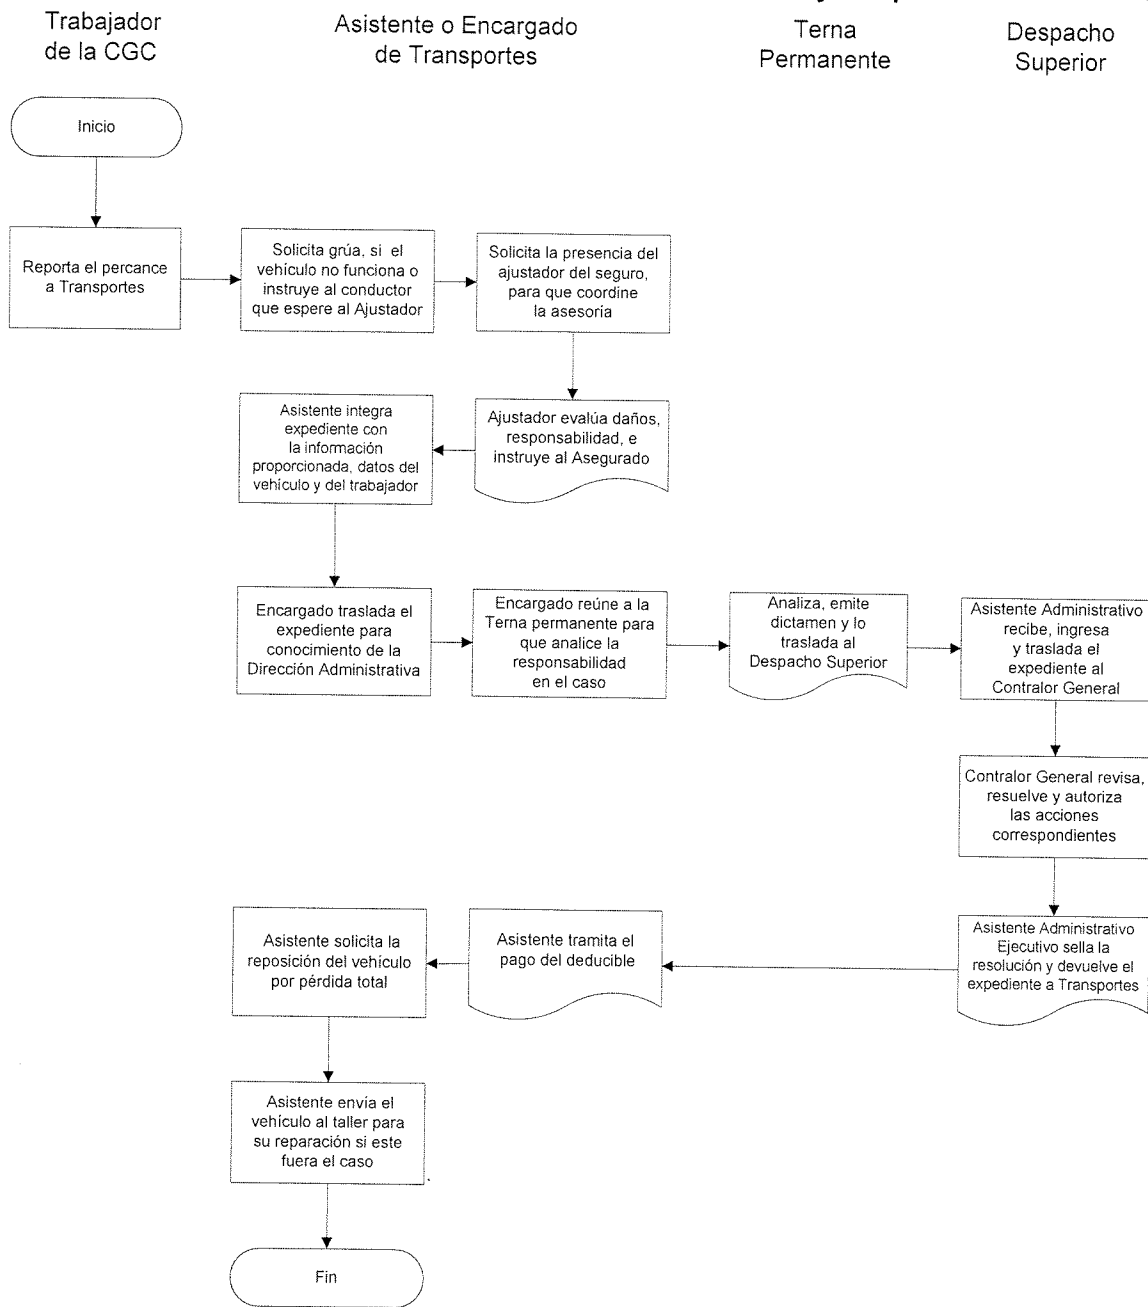 Trabajador
de la CGC
Asistente o Encargado
de Transportes
Terna
Permanente
Despacho
Superior
Inicio
Reporta el percance
a Transportes
Solicita grúa, si el
vehículo no funciona o
instruye al conductor
que espere al Ajustador
Solicita la presencia del
ajustador del seguro,
para que coordine
la asesoría
Ajustador evalúa daños,
responsabilidad, e
instruye al Asegurado
Asistente integra
expediente con
la información
proporcionada, datos del
vehículo y del trabajador
Encargado traslada el
expediente para
conocimiento de la
Dirección Administrativa
Encargado reúne a la
Terna permanente para
que analice la
responsabilidad
en el caso
Analiza, emite
dictamen y lo
traslada al
Despacho Superior
Asistente Administrativo
recibe, ingresa
y traslada el
expediente al
Contralor General
Contralor General revisa,
resuelve y autoriza
las acciones
correspondientes
Asistente Administrativo
Ejecutivo sella la
resolución y devuelve el
expediente a Transportes
Asistente tramita el
pago del deducible
Asistente solicita la
reposición del vehículo
por pérdida total
Asistente envía el
vehículo al taller para
su reparación si este
fuera el caso
Fin